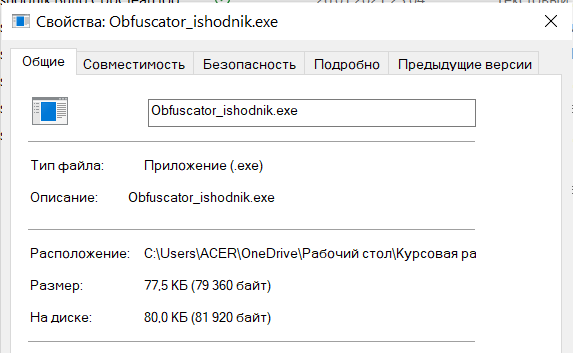 Свойства: Obfuscator_ishodnik.exe
Общие Совместимость Безопасность Подробно Предыдущие версии
Obfuscator_ishodnik.exe
Тип файла: Приложение (.exe)
Описание: Obfuscator_ishodnik.exe
Расположение: C:\Users\ACER\OneDrive\Рабочий стол\Курсовая ра
Размер: 77,5 КБ (79 360 байт)
На диске: 80,0 КБ (81 920 байт)